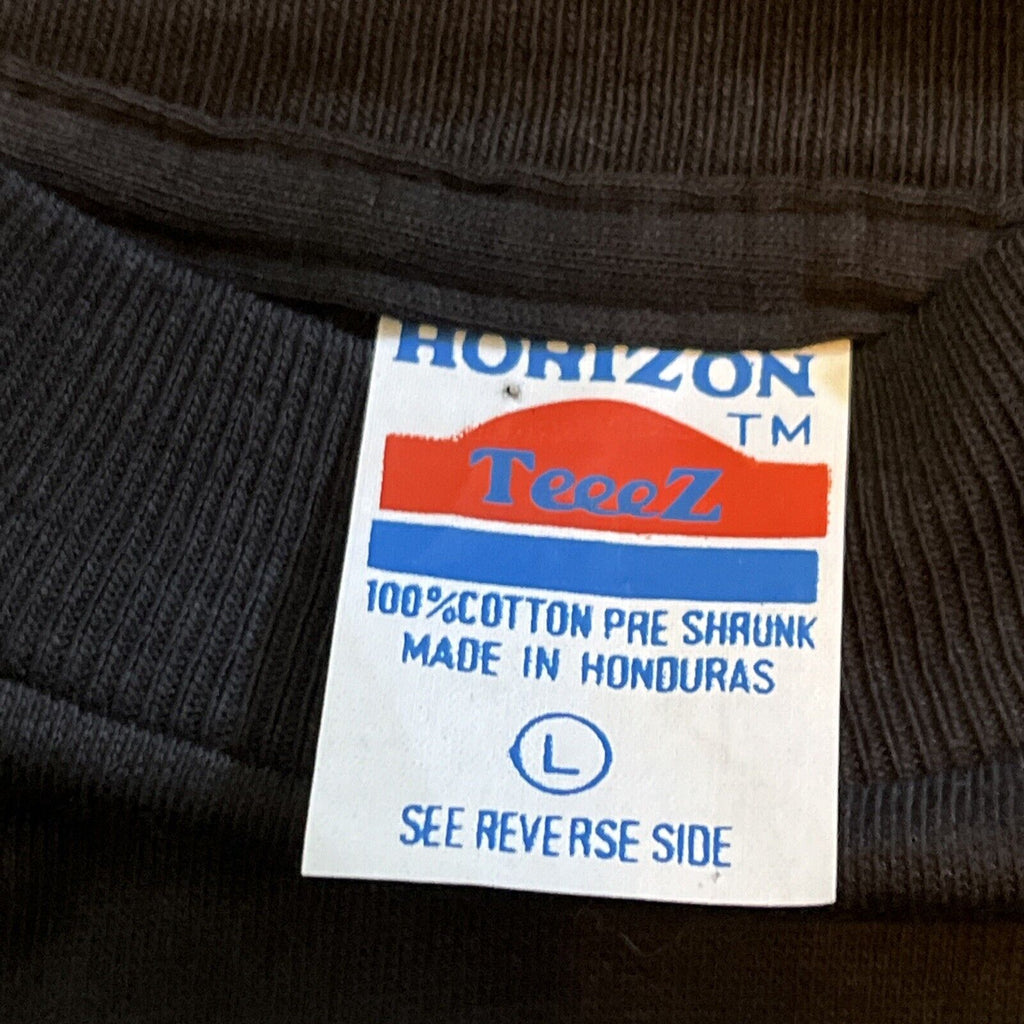 HORIZON
TM
TeeeZ
100%COTTON PRE SHRUNK
MADE IN HONDURAS
L
SEE REVERSE SIDE